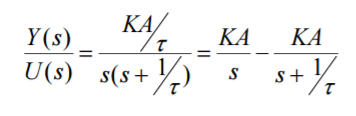 Y(s)/U(s) = (KA/τ)/(s(s + 1/τ)) = KA/s − KA/(s + 1/τ)